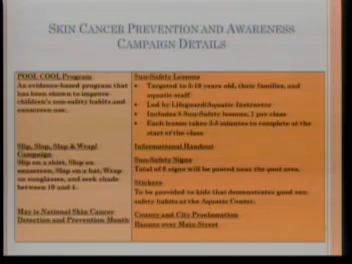 SKIN CANCER PREVENTION AND AWARENESS
CAMPAIGN DETAILS
POOL COOL Program
An evidence-based program that
has been shown to improve
children's sun-safety habits and
sunscreen use.
Slip, Slop, Slap & Wrap!
Campaign
Slip on a shirt, Slop on
sunscreen, Slap on a hat, Wrap
on sunglasses, and seek shade
between 10 and 4.
May is National Skin Cancer
Detection and Prevention Month
Sun-Safety Lessons
• Targeted to 5-10 years old, their families, and
aquatic staff
• Led by Lifeguard/Aquatic Instructor
• Includes 8 Sun-Safety lessons, 1 per class
• Each lesson takes 3-5 minutes to complete at the
start of the class
Informational Handout
Sun-Safety Signs
Total of signs will be posted near the pool area.
Stickers
To be provided to kids that demonstrates good sun-
safety habits at the Aquatic Center.
County and City Proclamation
Banner over Main Street